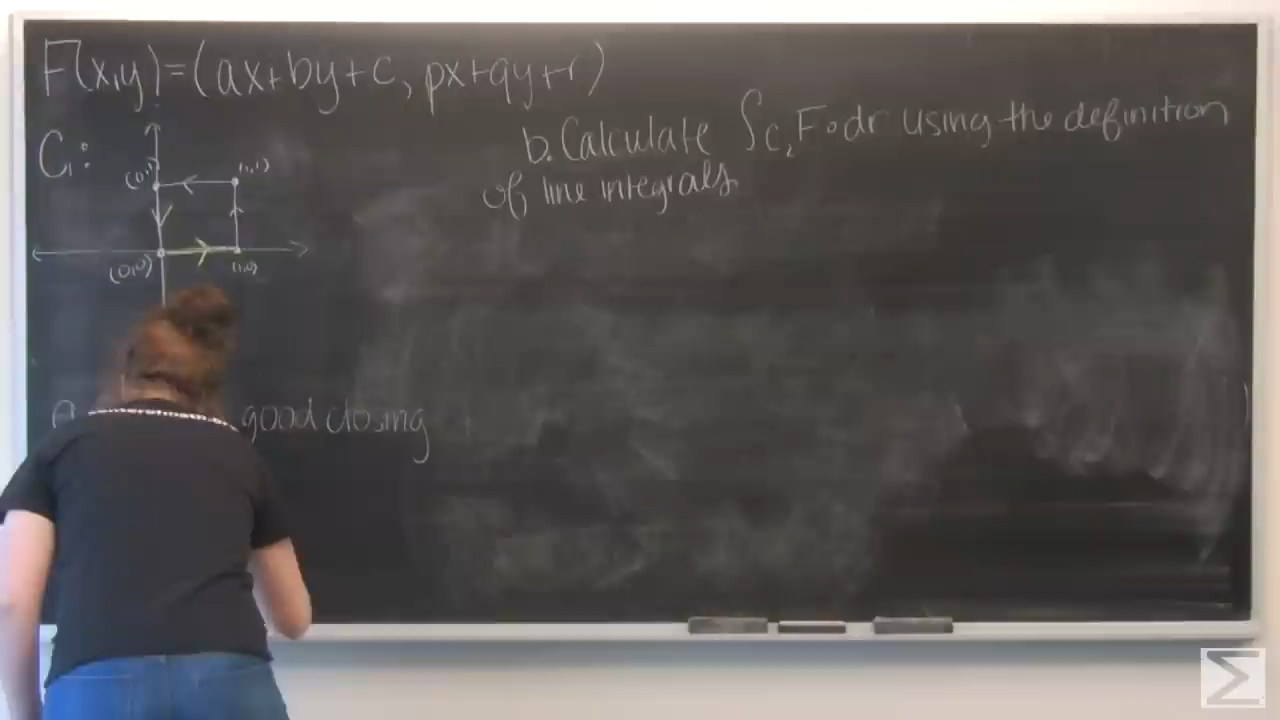 F(x,y)=(ax+by+c, px+qy+r)
b. Calculate ∫C₂ F∘dr using the definition
of line integrals.
C₁:
(0,1)
(1,1)
(0,0)
(1,0)
good closing
Σ